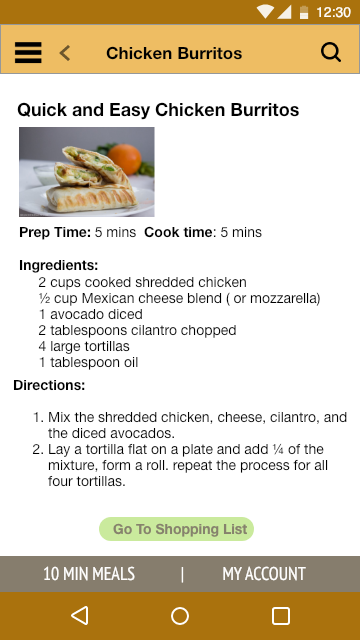 12:30
Chicken Burritos
Quick and Easy Chicken Burritos
Prep Time: 5 mins Cook time: 5 mins
Ingredients:
2 cups cooked shredded chicken
½ cup Mexican cheese blend ( or mozzarella)
1 avocado diced
2 tablespoons cilantro chopped
4 large tortillas
1 tablespoon oil
Directions:
1. Mix the shredded chicken, cheese, cilantro, and
the diced avocados.
2. Lay a tortilla flat on a plate and add ¼ of the
mixture, form a roll. repeat the process for all
four tortillas.
Go To Shopping List
10 MIN MEALS | MY ACCOUNT